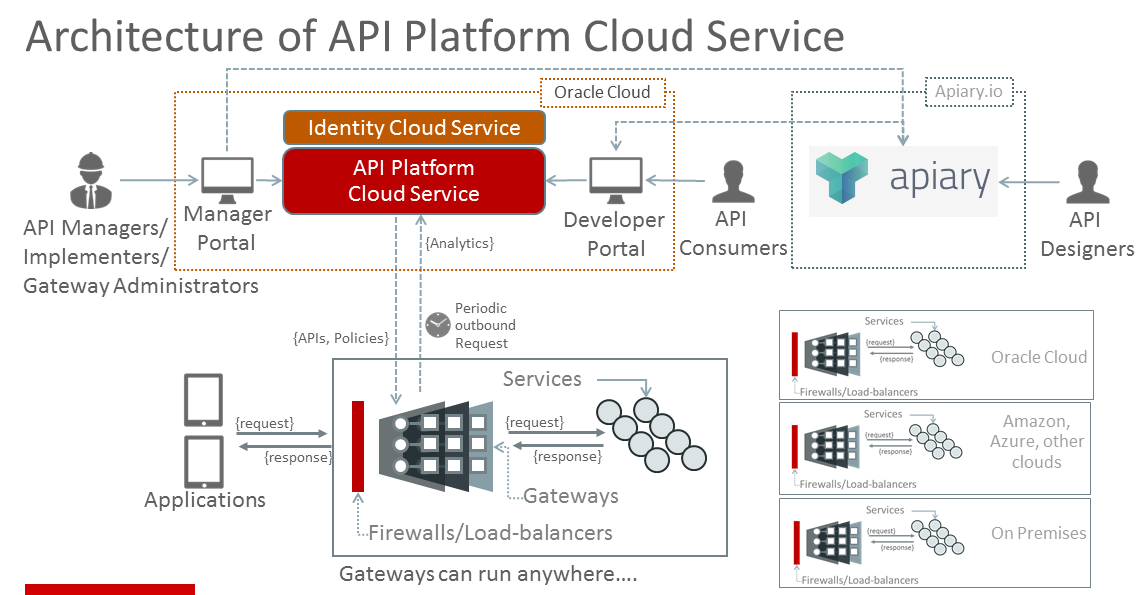 Architecture of API Platform Cloud Service
Oracle Cloud
Apiary.io
Identity Cloud Service
API Platform
Cloud Service
apiary
Manager
Portal
Developer
Portal
API
Consumers
API
Designers
API Managers/
Implementers/
Gateway Administrators
{Analytics}
{APIs, Policies}
Periodic
outbound
Request
Services
{request}
{response}
{request}
{response}
Applications
Gateways
Firewalls/Load-balancers
Gateways can run anywhere....
Services
{request}
{response}
Oracle Cloud
Firewalls/Load-balancers
Services
{request}
{response}
Amazon,
Azure, other
clouds
Firewalls/Load-balancers
Services
{request}
{response}
On Premises
Firewalls/Load-balancers